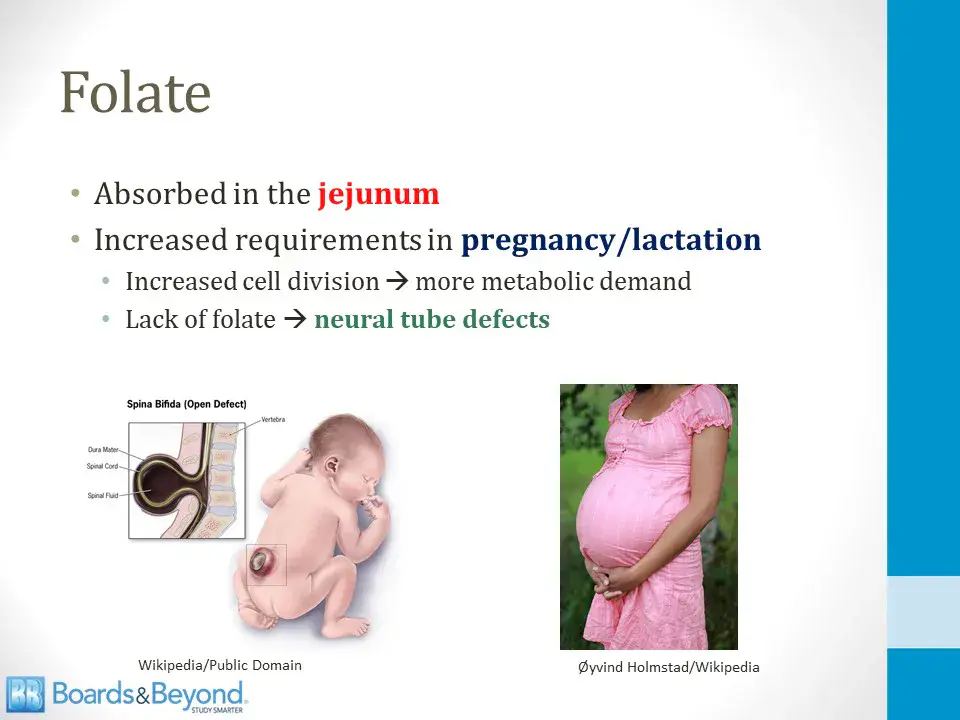 Folate
• Absorbed in the jejunum
• Increased requirements in pregnancy/lactation
• Increased cell division → more metabolic demand
• Lack of folate → neural tube defects
Spina Bifida (Open Defect)
Vertebra
Dura Mater
Spinal Cord
Spinal Fluid
Wikipedia/Public Domain
Øyvind Holmstad/Wikipedia
BB Boards&Beyond
STUDY SMARTER